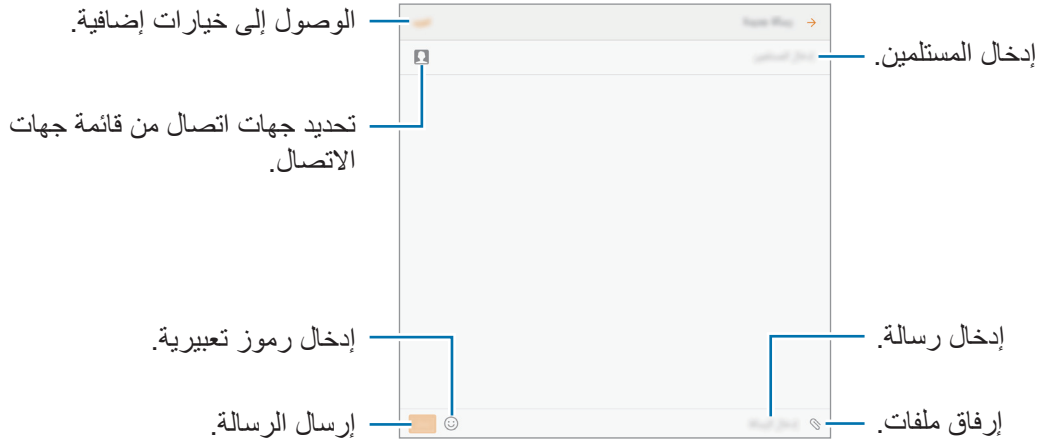 الوصول إلى خيارات إضافية.
إدخال المستلمين.
تحديد جهات اتصال من قائمة جهات
الاتصال.
إدخال رموز تعبيرية.
إدخال رسالة.
إرسال الرسالة.
إرفاق ملفات.